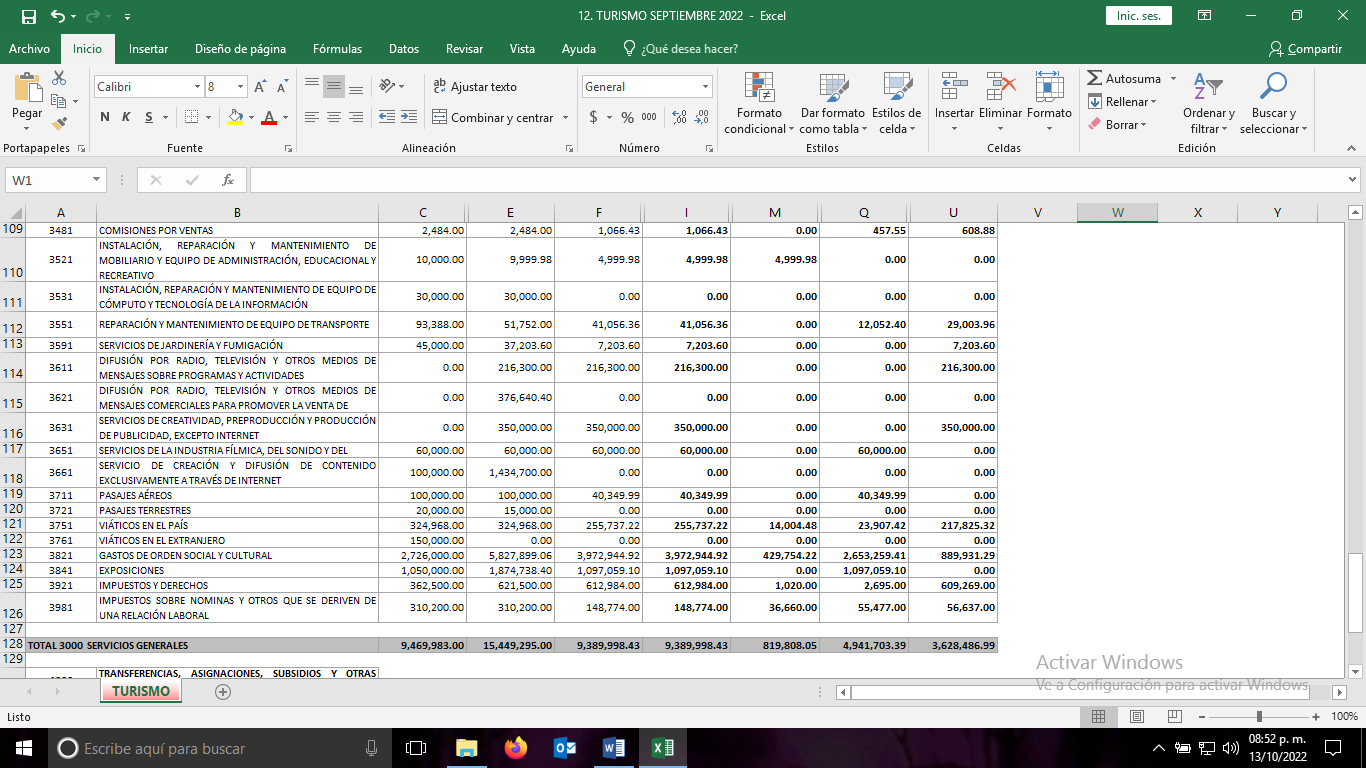 12. TURISMO SEPTIEMBRE 2022 - Excel
Inic. ses.
Archivo Inicio Insertar Diseño de página Fórmulas Datos Revisar Vista Ayuda ¿Qué desea hacer? Compartir
Pegar
Calibri 8
N K S
Ajustar texto
Combinar y centrar
General
$ % 000
Formato condicional
Dar formato como tabla
Estilos de celda
Insertar Eliminar Formato
Autosuma
Rellenar
Borrar
Ordenar y filtrar
Buscar y seleccionar
Portapapeles Fuente Alineación Número Estilos Celdas Edición
W1 fx
A B C E F I M Q U V W X Y
109 3481 COMISIONES POR VENTAS 2,484.00 2,484.00 1,066.43 1,066.43 0.00 457.55 608.88
INSTALACIÓN, REPARACIÓN Y MANTENIMIENTO DE
110 3521 MOBILIARIO Y EQUIPO DE ADMINISTRACIÓN, EDUCACIONAL Y 10,000.00 9,999.98 4,999.98 4,999.98 4,999.98 0.00 0.00
RECREATIVO
INSTALACIÓN, REPARACIÓN Y MANTENIMIENTO DE EQUIPO DE
111 3531 CÓMPUTO Y TECNOLOGÍA DE LA INFORMACIÓN 30,000.00 30,000.00 0.00 0.00 0.00 0.00 0.00
112 3551 REPARACIÓN Y MANTENIMIENTO DE EQUIPO DE TRANSPORTE 93,388.00 51,752.00 41,056.36 41,056.36 0.00 12,052.40 29,003.96
113 3591 SERVICIOS DE JARDINERÍA Y FUMIGACIÓN 45,000.00 37,203.60 7,203.60 7,203.60 0.00 0.00 7,203.60
DIFUSIÓN POR RADIO, TELEVISIÓN Y OTROS MEDIOS DE
114 3611 MENSAJES SOBRE PROGRAMAS Y ACTIVIDADES 0.00 216,300.00 216,300.00 216,300.00 0.00 0.00 216,300.00
DIFUSIÓN POR RADIO, TELEVISIÓN Y OTROS MEDIOS DE
115 3621 MENSAJES COMERCIALES PARA PROMOVER LA VENTA DE 0.00 376,640.40 0.00 0.00 0.00 0.00 0.00
SERVICIOS DE CREATIVIDAD, PREPRODUCCIÓN Y PRODUCCIÓN
116 3631 DE PUBLICIDAD, EXCEPTO INTERNET 0.00 350,000.00 350,000.00 350,000.00 0.00 0.00 350,000.00
117 3651 SERVICIOS DE LA INDUSTRIA FÍLMICA, DEL SONIDO Y DEL 60,000.00 60,000.00 60,000.00 60,000.00 0.00 60,000.00 0.00
SERVICIO DE CREACIÓN Y DIFUSIÓN DE CONTENIDO
118 3661 EXCLUSIVAMENTE A TRAVÉS DE INTERNET 100,000.00 1,434,700.00 0.00 0.00 0.00 0.00 0.00
119 3711 PASAJES AÉREOS 100,000.00 100,000.00 40,349.99 40,349.99 0.00 40,349.99 0.00
120 3721 PASAJES TERRESTRES 20,000.00 15,000.00 0.00 0.00 0.00 0.00 0.00
121 3751 VIÁTICOS EN EL PAÍS 324,968.00 324,968.00 255,737.22 255,737.22 14,004.48 23,907.42 217,825.32
122 3761 VIÁTICOS EN EL EXTRANJERO 150,000.00 0.00 0.00 0.00 0.00 0.00 0.00
123 3821 GASTOS DE ORDEN SOCIAL Y CULTURAL 2,726,000.00 5,827,899.06 3,972,944.92 3,972,944.92 429,754.22 2,653,259.41 889,931.29
124 3841 EXPOSICIONES 1,050,000.00 1,874,738.40 1,097,059.10 1,097,059.10 0.00 1,097,059.10 0.00
125 3921 IMPUESTOS Y DERECHOS 362,500.00 621,500.00 612,984.00 612,984.00 1,020.00 2,695.00 609,269.00
IMPUESTOS SOBRE NOMINAS Y OTROS QUE SE DERIVEN DE
126 3981 UNA RELACIÓN LABORAL 310,200.00 310,200.00 148,774.00 148,774.00 36,660.00 55,477.00 56,637.00
127
128 TOTAL 3000 SERVICIOS GENERALES 9,469,983.00 15,449,295.00 9,389,998.43 9,389,998.43 819,808.05 4,941,703.39 3,628,486.99
129
TRANSFERENCIAS, ASIGNACIONES, SUBSIDIOS Y OTRAS
Activar Windows
Ve a Configuración para activar Windows.
TURISMO
Listo 100%
Escribe aquí para buscar
08:52 p. m.
13/10/2022